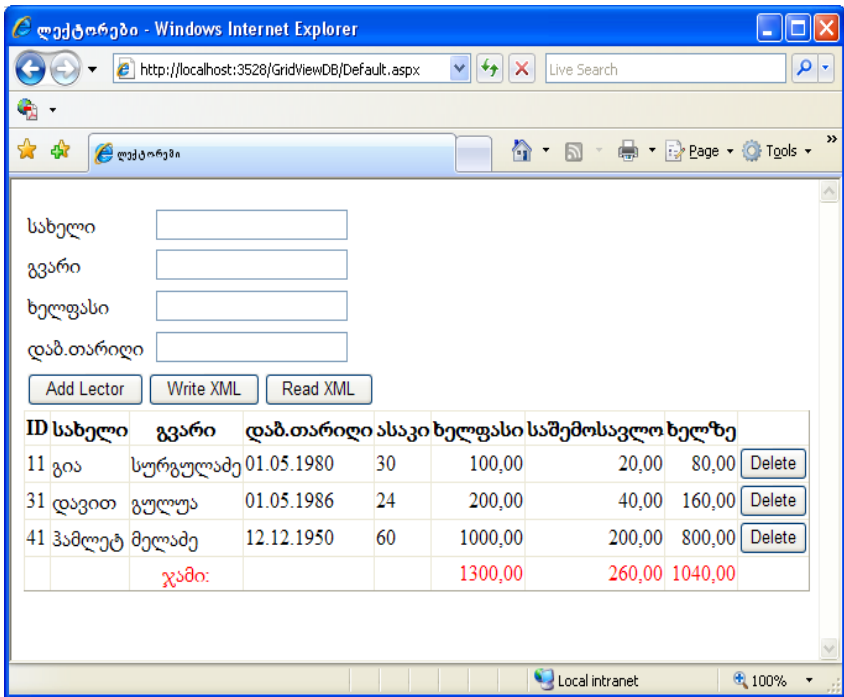 ლექტორები - Windows Internet Explorer
http://localhost:3528/GridViewDB/Default.aspx
Live Search
ლექტორები
Page
Tools
»
სახელი
გვარი
ხელფასი
დაბ.თარიღი
Add Lector Write XML Read XML
ID სახელი გვარი დაბ.თარიღი ასაკი ხელფასი საშემოსავლო ხელზე
11 გია სურგულაძე 01.05.1980 30 100,00 20,00 80,00 Delete
31 დავით გულუა 01.05.1986 24 200,00 40,00 160,00 Delete
41 ჰამლეტ მელაძე 12.12.1950 60 1000,00 200,00 800,00 Delete
ჯამი: 1300,00 260,00 1040,00
Local intranet 100%